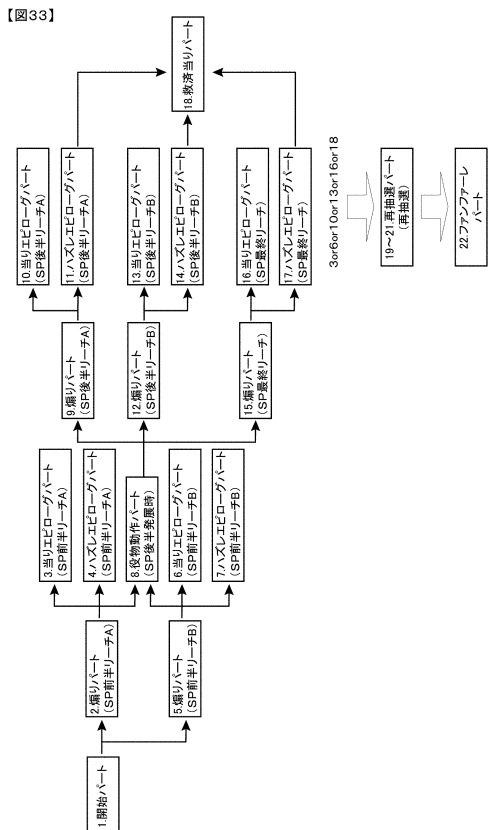 【図33】
1.開始パート
2.煽りパート
(SP前半リーチA)
5.煽りパート
(SP前半リーチB)
3.当りエピローグパート
(SP前半リーチA)
4.ハズレエピローグパート
(SP前半リーチA)
8.役物動作パート
(SP後半発展時)
6.当りエピローグパート
(SP前半リーチB)
7.ハズレエピローグパート
(SP前半リーチB)
9.煽りパート
(SP後半リーチA)
12.煽りパート
(SP後半リーチB)
15.煽りパート
(SP最終リーチ)
10.当りエピローグパート
(SP後半リーチA)
11.ハズレエピローグパート
(SP後半リーチA)
13.当りエピローグパート
(SP後半リーチB)
14.ハズレエピローグパート
(SP後半リーチB)
16.当りエピローグパート
(SP最終リーチ)
17.ハズレエピローグパート
(SP最終リーチ)
18.救済当りパート
3or6or10or13or16or18
19～21.再抽選パート
(再抽選)
22.ファンファーレ
パート